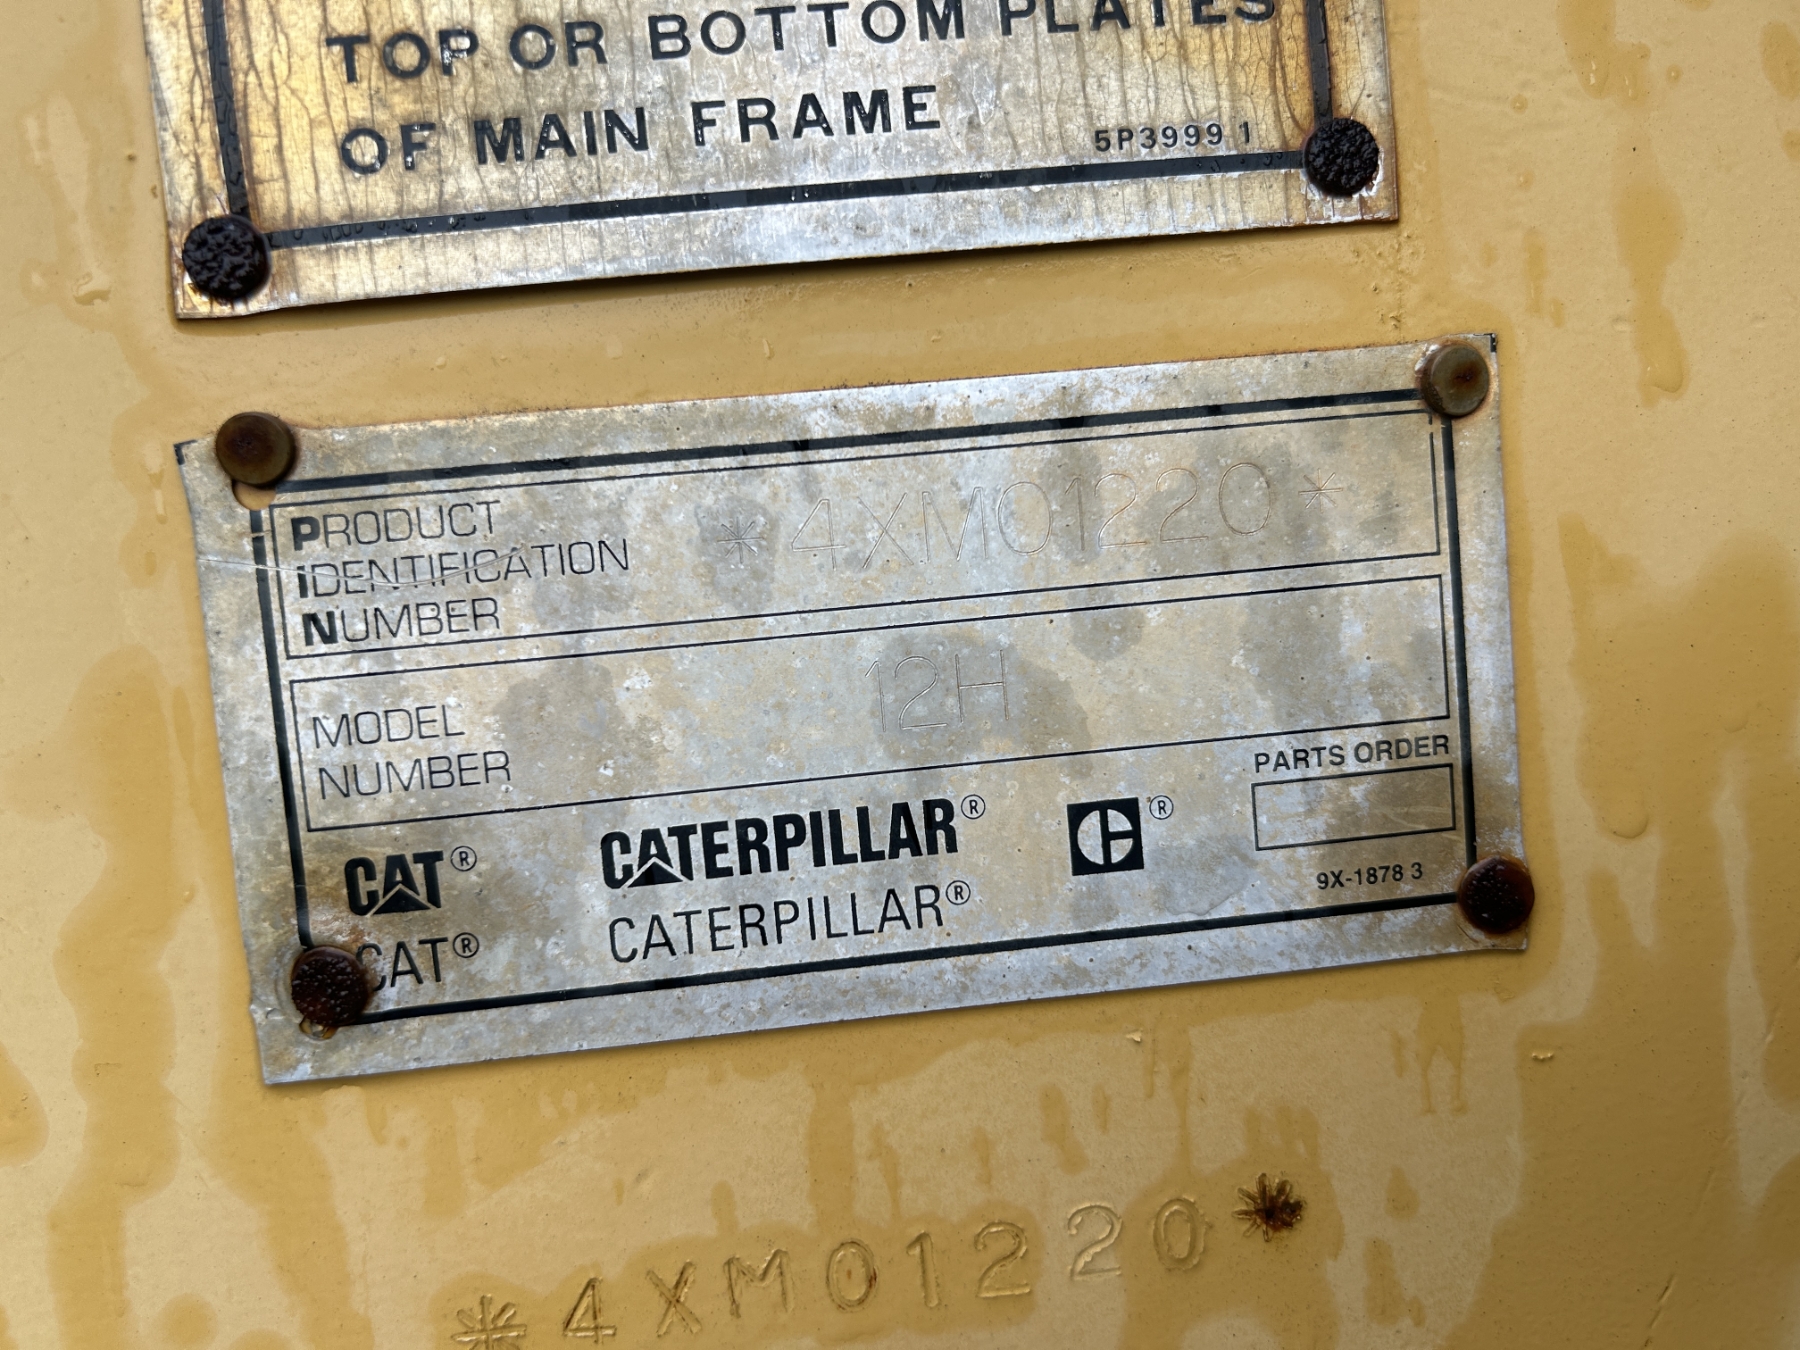 TOP OR BOTTOM PLATES
OF MAIN FRAME
5P3999 1
PRODUCT
IDENTIFICATION
NUMBER
*4XM01220*
MODEL
NUMBER
12H
PARTS ORDER
CAT® CATERPILLAR® ®
CAT® CATERPILLAR®
9X-1878 3
*4XM01220*